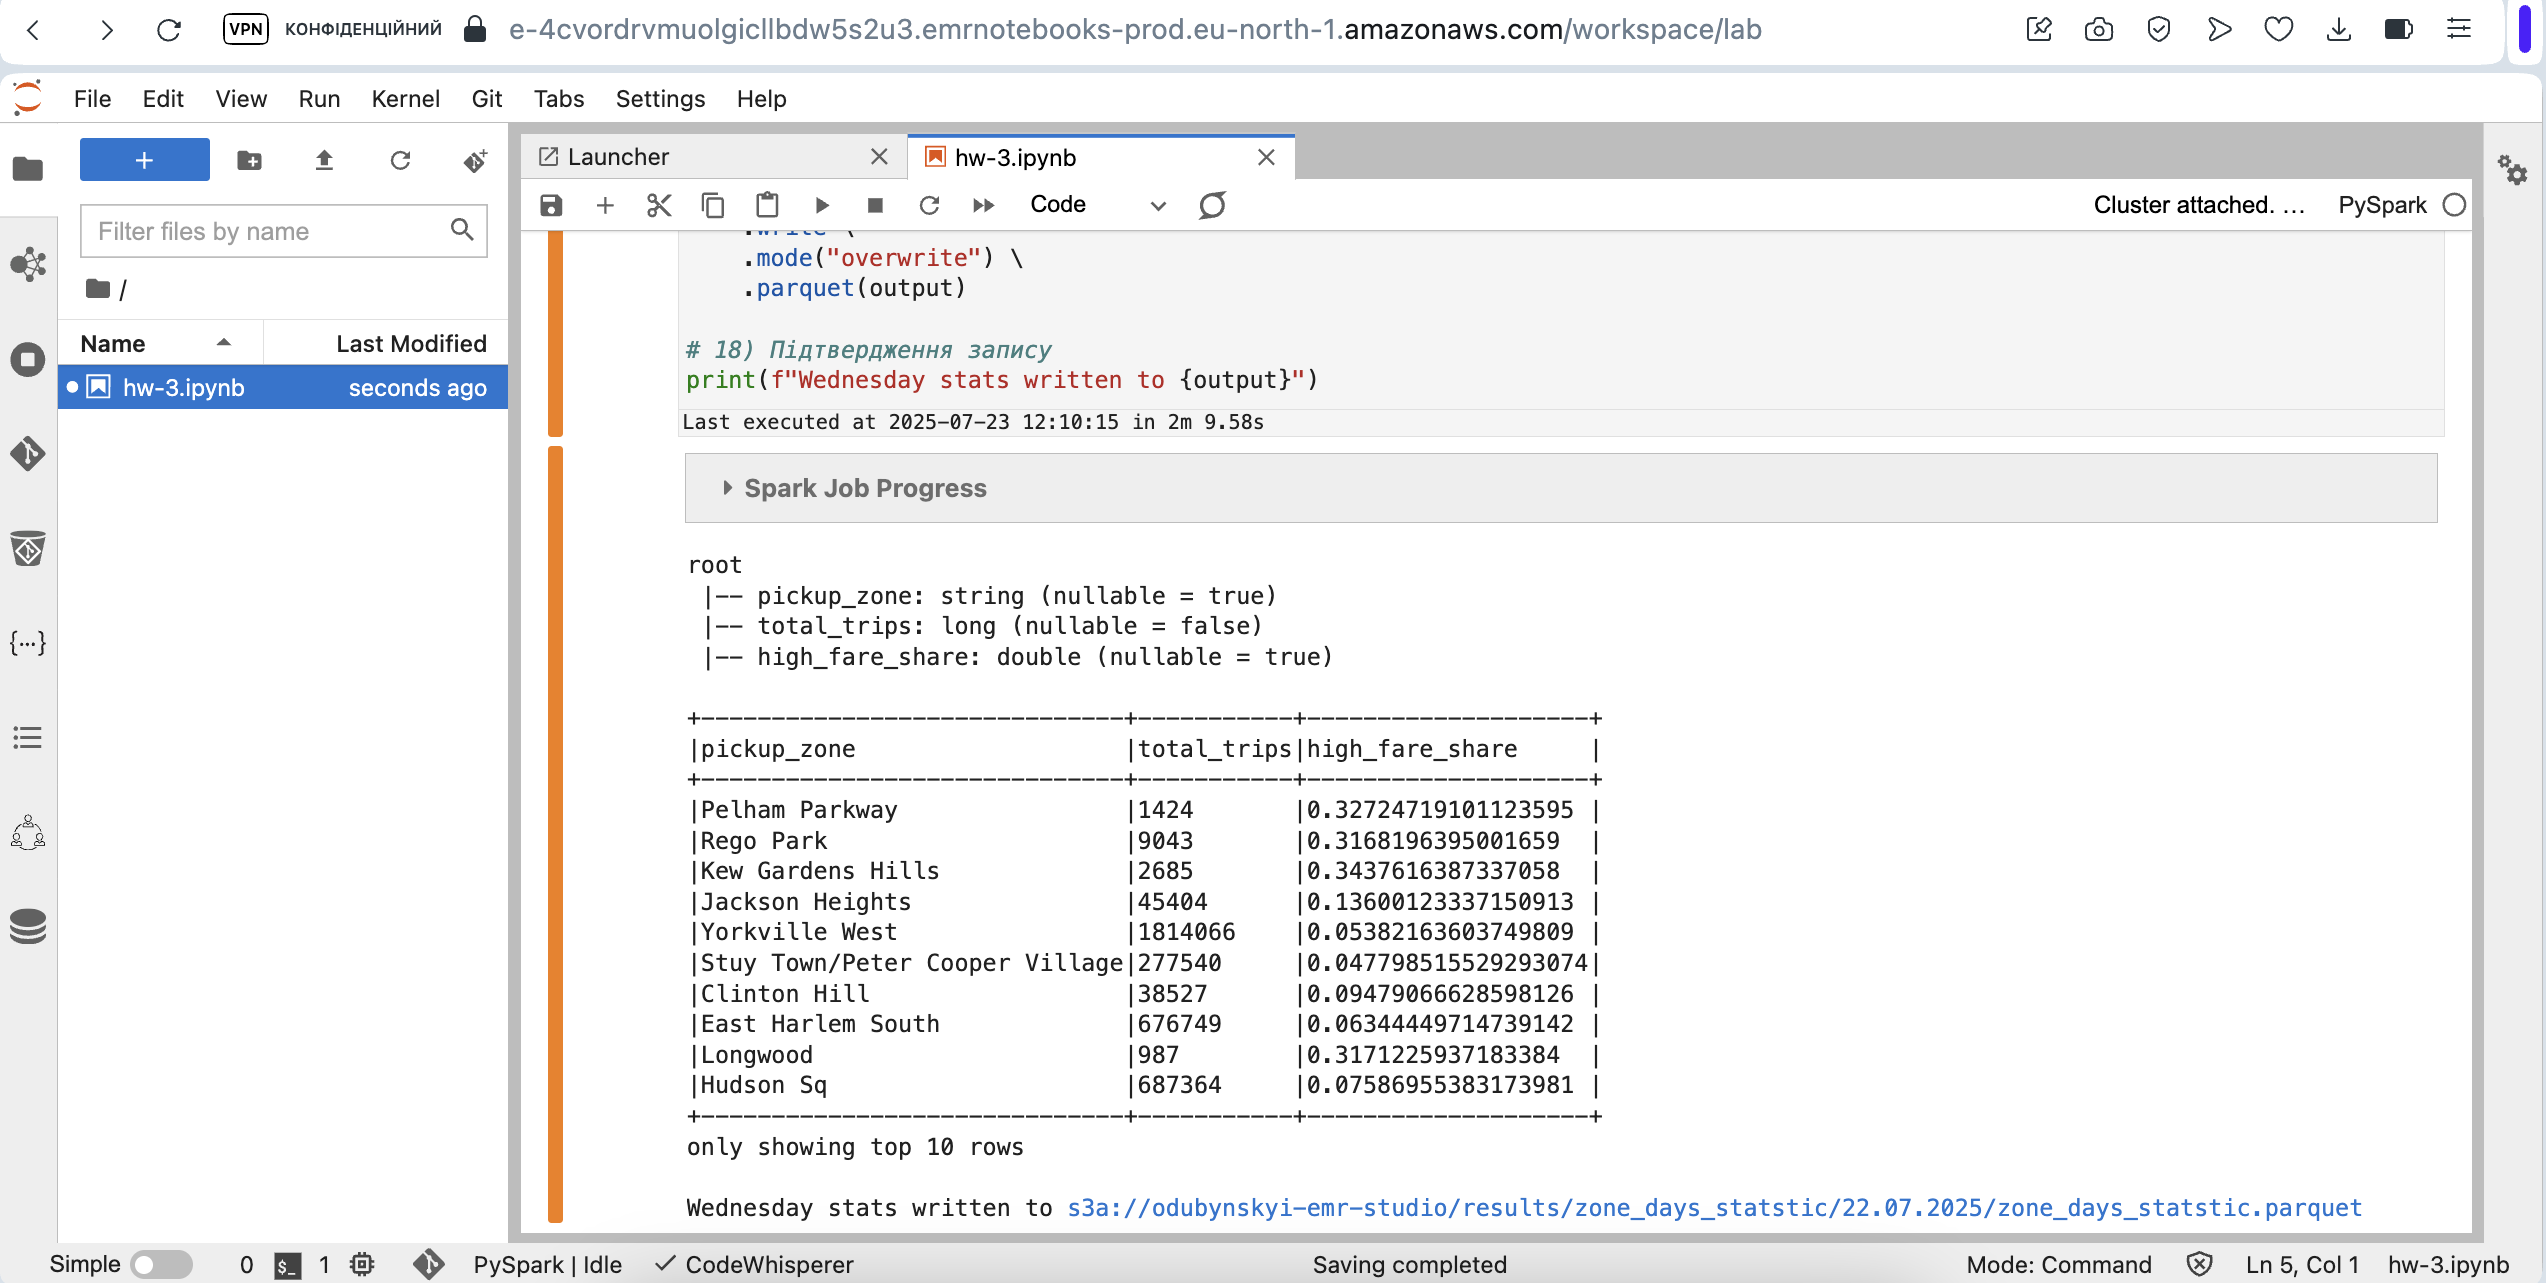 VPN КОНФІДЕНЦІЙНИЙ e-4cvordrvmuolgicllbdw5s2u3.emrnotebooks-prod.eu-north-1.amazonaws.com/workspace/lab
File Edit View Run Kernel Git Tabs Settings Help
+
Filter files by name
/
Name Last Modified
hw-3.ipynb seconds ago
Launcher hw-3.ipynb
Code Cluster attached. ... PySpark
.write \
.mode("overwrite") \
.parquet(output)
# 18) Підтвердження запису
print(f"Wednesday stats written to {output}")
Last executed at 2025-07-23 12:10:15 in 2m 9.58s
Spark Job Progress
root
|-- pickup_zone: string (nullable = true)
|-- total_trips: long (nullable = false)
|-- high_fare_share: double (nullable = true)
+------------------------------+-----------+--------------------+
|pickup_zone |total_trips|high_fare_share |
+------------------------------+-----------+--------------------+
|Pelham Parkway |1424 |0.32724719101123595 |
|Rego Park |9043 |0.3168196395001659 |
|Kew Gardens Hills |2685 |0.3437616387337058 |
|Jackson Heights |45404 |0.13600123337150913 |
|Yorkville West |1814066 |0.05382163603749809 |
|Stuy Town/Peter Cooper Village|277540 |0.047798515529293074|
|Clinton Hill |38527 |0.09479066628598126 |
|East Harlem South |676749 |0.06344449714739142 |
|Longwood |987 |0.3171225937183384 |
|Hudson Sq |687364 |0.07586955383173981 |
+------------------------------+-----------+--------------------+
only showing top 10 rows
Wednesday stats written to s3a://odubynskyi-emr-studio/results/zone_days_statstic/22.07.2025/zone_days_statstic.parquet
Simple 0 $_ 1 PySpark | Idle CodeWhisperer Saving completed Mode: Command Ln 5, Col 1 hw-3.ipynb